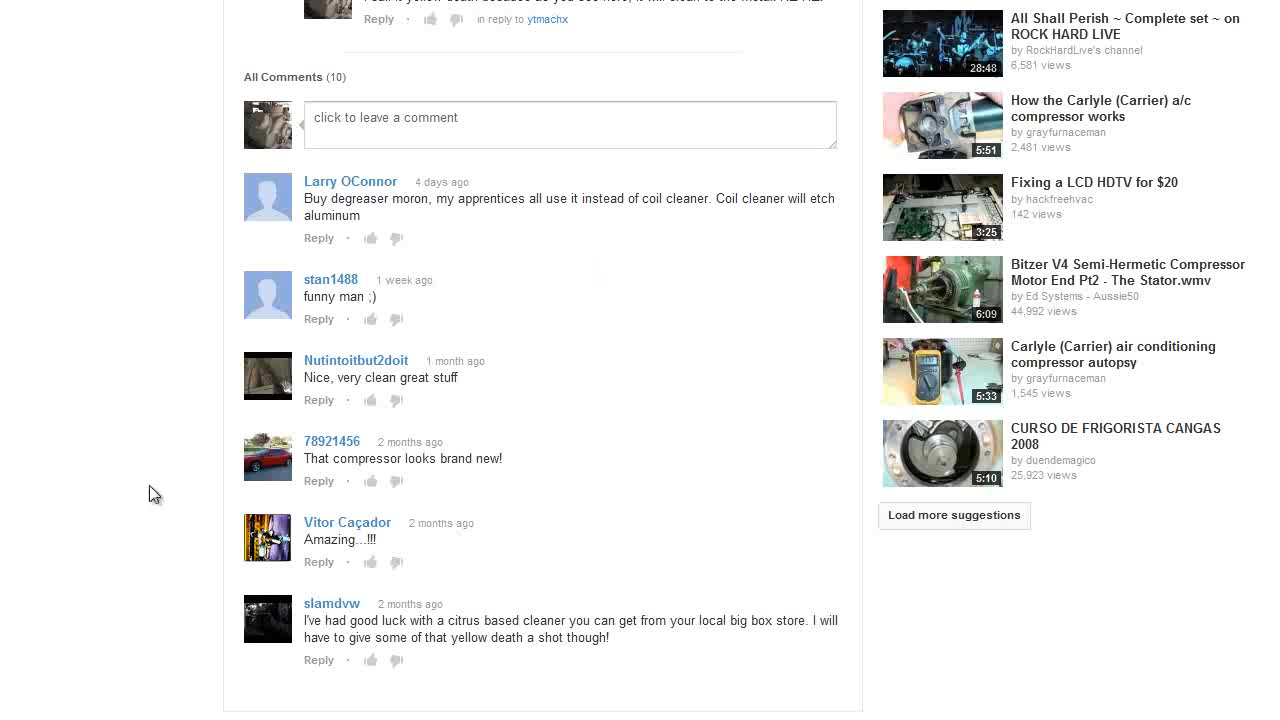 Reply · in reply to ytmachx
All Comments (10)
click to leave a comment
Larry OConnor 4 days ago
Buy degreaser moron, my apprentices all use it instead of coil cleaner. Coil cleaner will etch
aluminum
Reply ·
stan1488 1 week ago
funny man ;)
Reply ·
Nutintoitbut2doit 1 month ago
Nice, very clean great stuff
Reply ·
78921456 2 months ago
That compressor looks brand new!
Reply ·
Vitor Caçador 2 months ago
Amazing...!!!
Reply ·
slamdvw 2 months ago
I've had good luck with a citrus based cleaner you can get from your local big box store. I will
have to give some of that yellow death a shot though!
Reply ·
All Shall Perish ~ Complete set ~ on
ROCK HARD LIVE
by RockHardLive's channel
6,581 views
28:48
How the Carlyle (Carrier) a/c
compressor works
by grayfurnaceman
2,481 views
5:51
Fixing a LCD HDTV for $20
by hackfreehvac
142 views
3:25
Bitzer V4 Semi-Hermetic Compressor
Motor End Pt2 - The Stator.wmv
by Ed Systems - Aussie50
44,992 views
6:09
Carlyle (Carrier) air conditioning
compressor autopsy
by grayfurnaceman
1,545 views
5:33
CURSO DE FRIGORISTA CANGAS
2008
by duendemagico
25,923 views
5:10
Load more suggestions